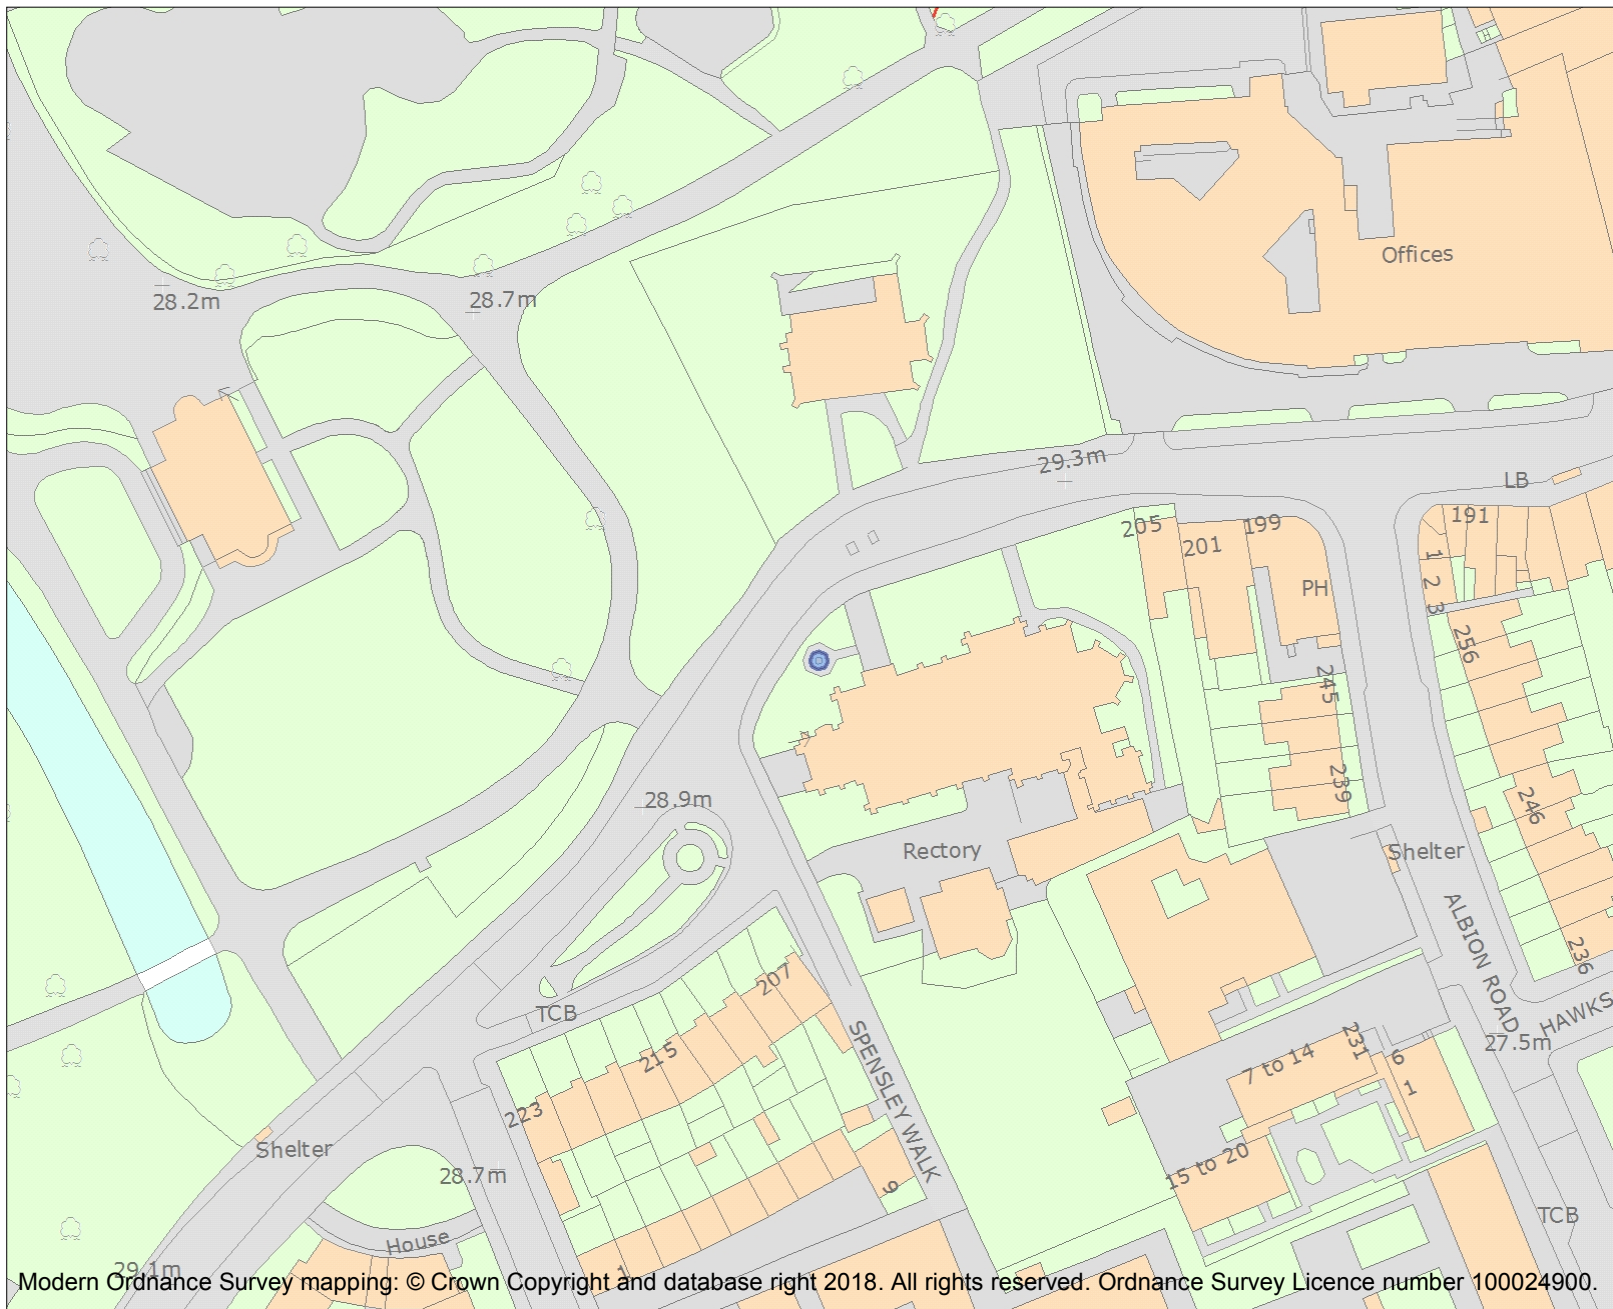 Offices
28.2m
28.7m
29.3m
LB
205
201
199
191
1
2
3
PH
256
245
239
28.9m
246
Rectory
Shelter
ALBION ROAD
236
207
TCB
HAWKS
SPENSLEY WALK
27.5m
215
231
7 to 14
6
1
223
Shelter
28.7m
15 to 20
9
TCB
House
29.1m
1
Modern Ordnance Survey mapping: © Crown Copyright and database right 2018. All rights reserved. Ordnance Survey Licence number 100024900.